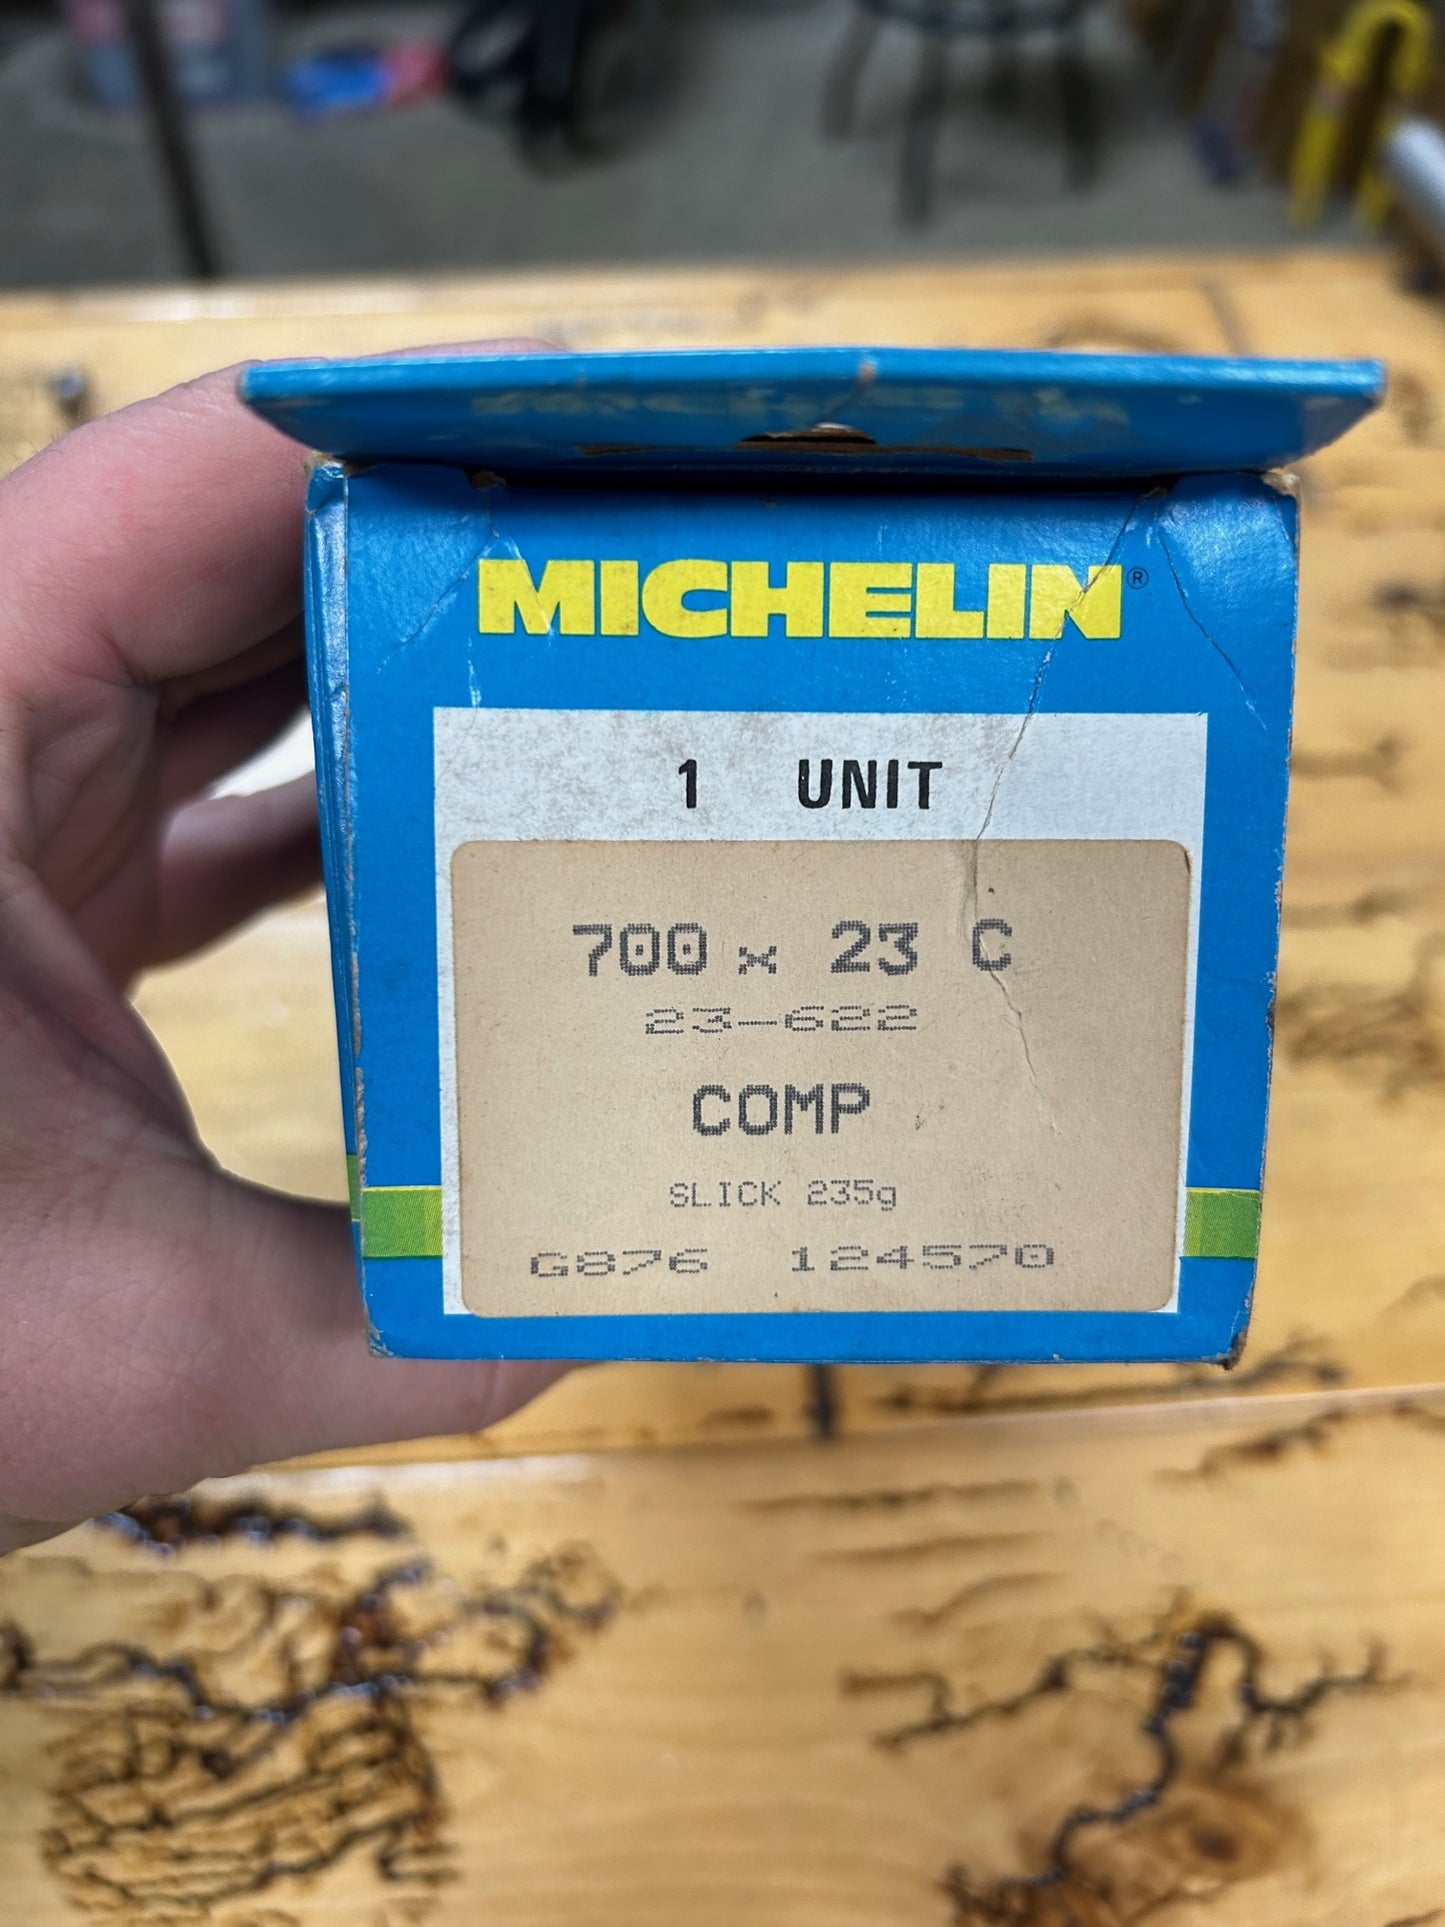 MICHELIN®
1 UNIT
700 x 23 C
23-622
COMP
SLICK 235g
G876 124570